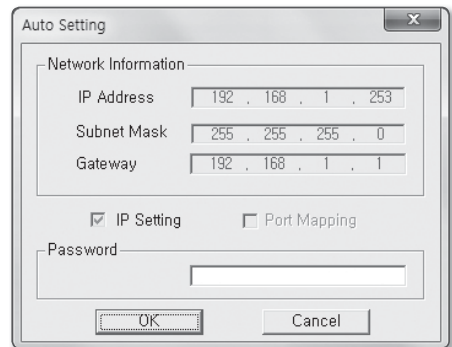 Auto Setting
Network Information
IP Address 192 . 168 . 1 . 253
Subnet Mask 255 . 255 . 255 . 0
Gateway 192 . 168 . 1 . 1
IP Setting Port Mapping
Password
OK Cancel